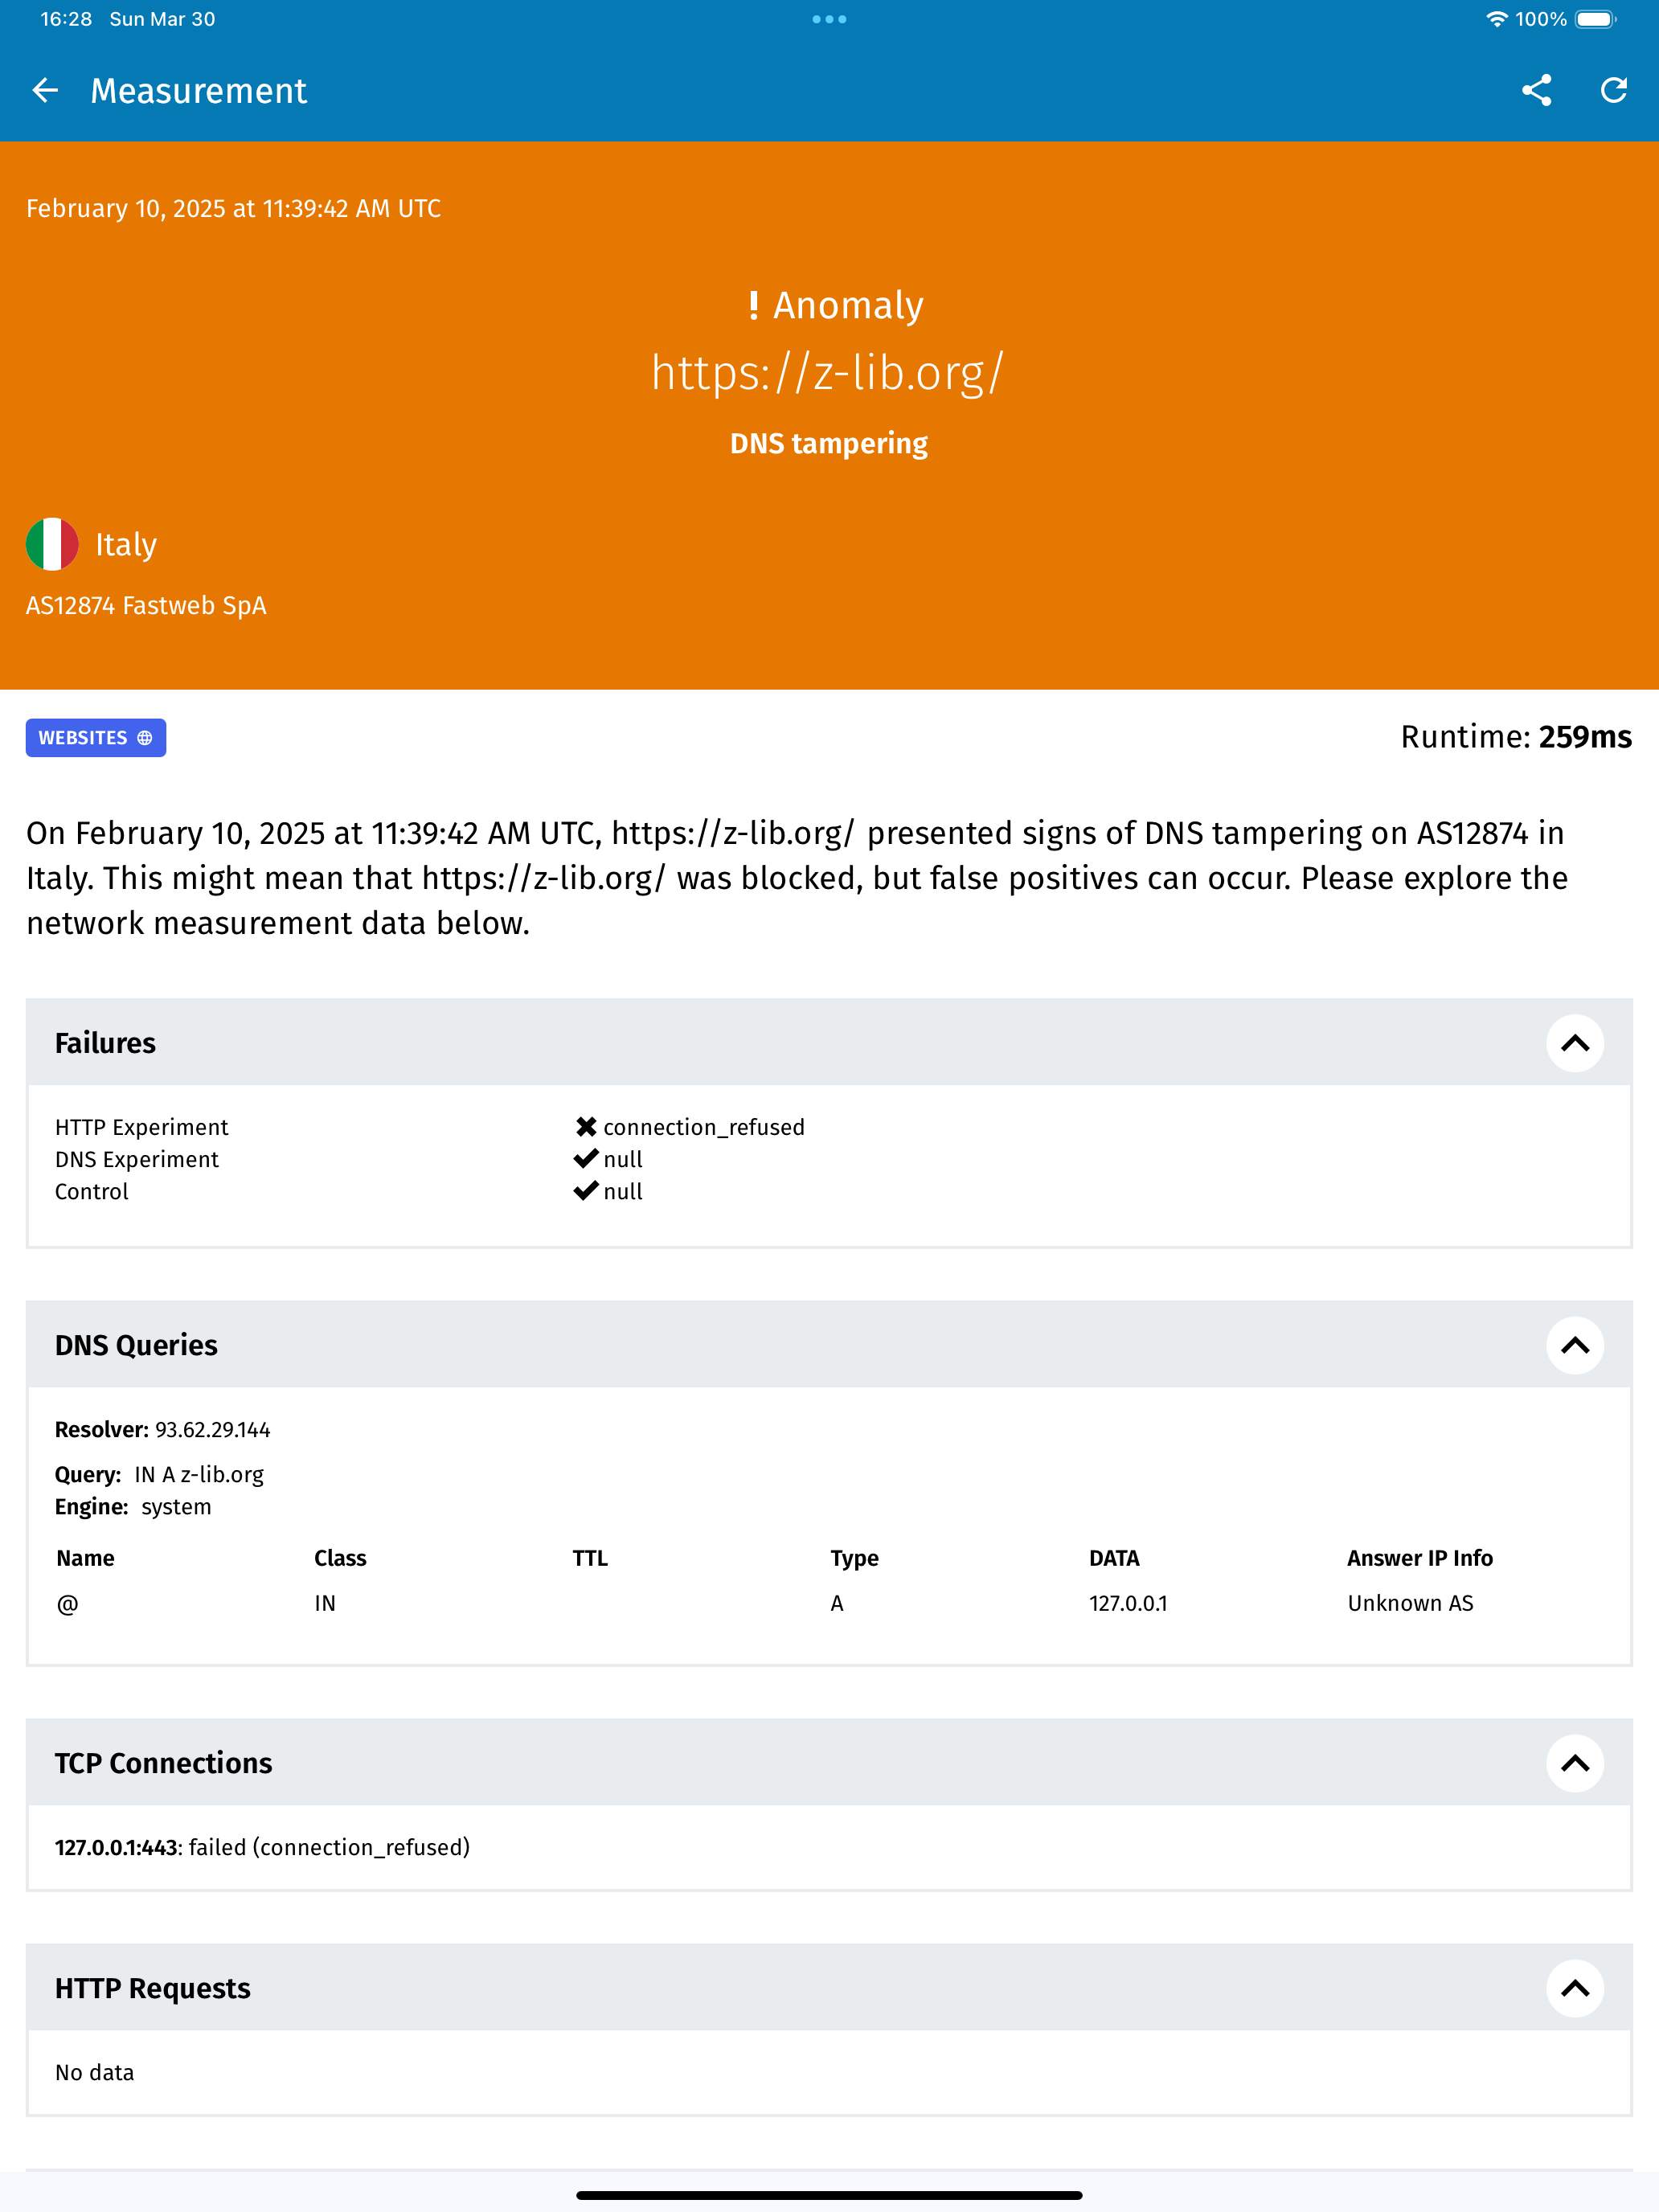 16:28 Sun Mar 30
100%
Measurement
February 10, 2025 at 11:39:42 AM UTC
! Anomaly
https://z-lib.org/
DNS tampering
Italy
AS12874 Fastweb SpA
WEBSITES
Runtime: 259ms
On February 10, 2025 at 11:39:42 AM UTC, https://z-lib.org/ presented signs of DNS tampering on AS12874 in
Italy. This might mean that https://z-lib.org/ was blocked, but false positives can occur. Please explore the
network measurement data below.
Failures
HTTP Experiment ✖ connection_refused
DNS Experiment ✔ null
Control ✔ null
DNS Queries
Resolver: 93.62.29.144
Query: IN A z-lib.org
Engine: system
Name Class TTL Type DATA Answer IP Info
@ IN A 127.0.0.1 Unknown AS
TCP Connections
127.0.0.1:443: failed (connection_refused)
HTTP Requests
No data